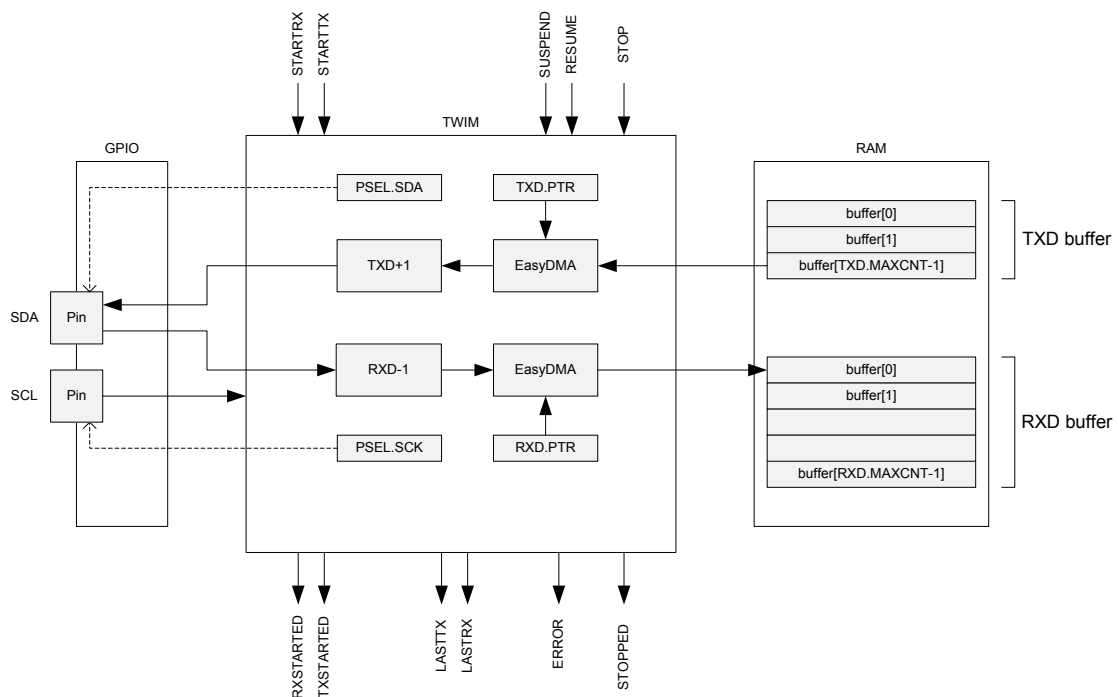 STARTRX
STARTTX
SUSPEND
RESUME
STOP
GPIO
TWIM
RAM
PSEL.SDA
TXD.PTR
buffer[0]
buffer[1]
buffer[TXD.MAXCNT-1]
TXD buffer
TXD+1
EasyDMA
SDA
Pin
RXD-1
EasyDMA
SCL
Pin
buffer[0]
buffer[1]
buffer[RXD.MAXCNT-1]
RXD buffer
PSEL.SCK
RXD.PTR
RXSTARTED
TXSTARTED
LASTTX
LASTRX
ERROR
STOPPED